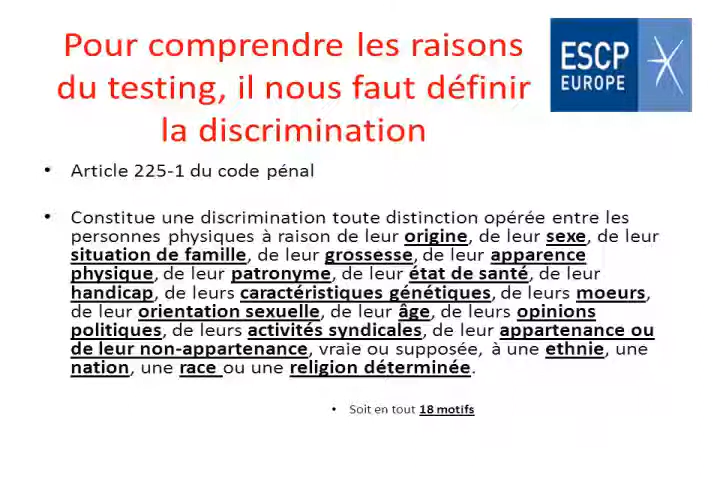 Pour comprendre les raisons
du testing, il nous faut définir
la discrimination
ESCP
EUROPE
• Article 225-1 du code pénal
• Constitue une discrimination toute distinction opérée entre les
personnes physiques à raison de leur origine, de leur sexe, de leur
situation de famille, de leur grossesse, de leur apparence
physique, de leur patronyme, de leur état de santé, de leur
handicap, de leurs caractéristiques génétiques, de leurs moeurs,
de leur orientation sexuelle, de leur âge, de leurs opinions
politiques, de leurs activités syndicales, de leur appartenance ou
de leur non-appartenance, vraie ou supposée, à une ethnie, une
nation, une race ou une religion déterminée.
• Soit en tout 18 motifs